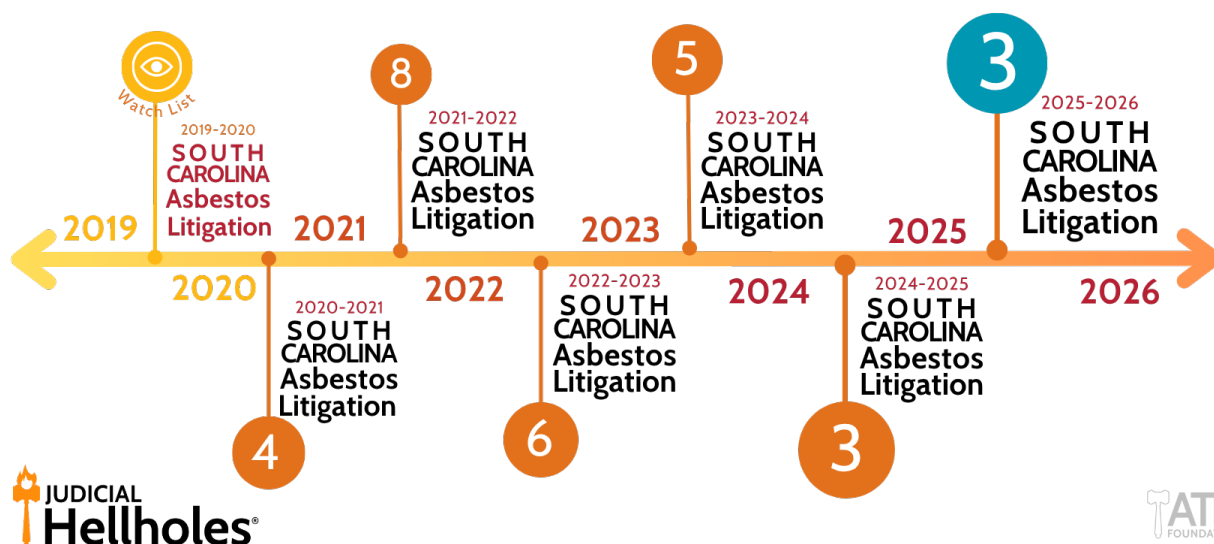 Watch List
2019-2020
SOUTH
CAROLINA
Asbestos
Litigation
8
2021-2022
SOUTH
CAROLINA
Asbestos
Litigation
5
2023-2024
SOUTH
CAROLINA
Asbestos
Litigation
3
2025-2026
SOUTH
CAROLINA
Asbestos
Litigation
2019
2021
2023
2025
2020
2022
2024
2026
2020-2021
SOUTH
CAROLINA
Asbestos
Litigation
4
2022-2023
SOUTH
CAROLINA
Asbestos
Litigation
6
2024-2025
SOUTH
CAROLINA
Asbestos
Litigation
3
JUDICIAL
Hellholes®
AT
FOUNDA